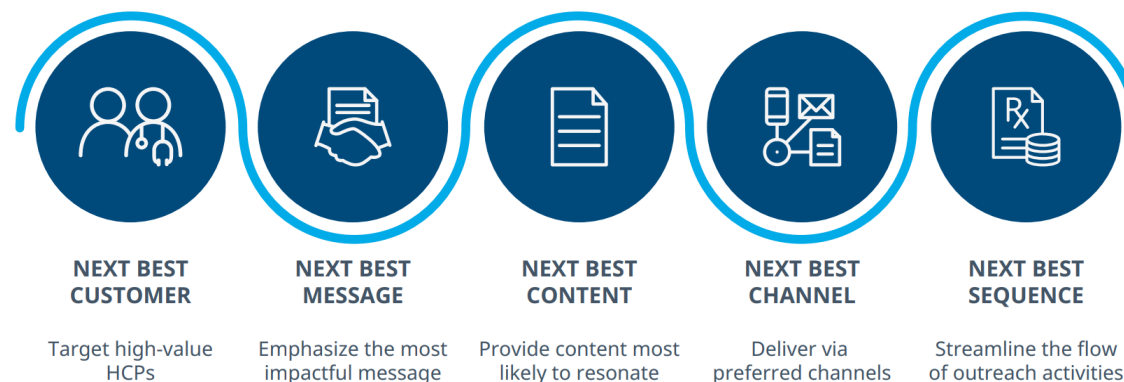 Rx
NEXT BEST
CUSTOMER
Target high-value
HCPs
NEXT BEST
MESSAGE
Emphasize the most
impactful message
NEXT BEST
CONTENT
Provide content most
likely to resonate
NEXT BEST
CHANNEL
Deliver via
preferred channels
NEXT BEST
SEQUENCE
Streamline the flow
of outreach activities